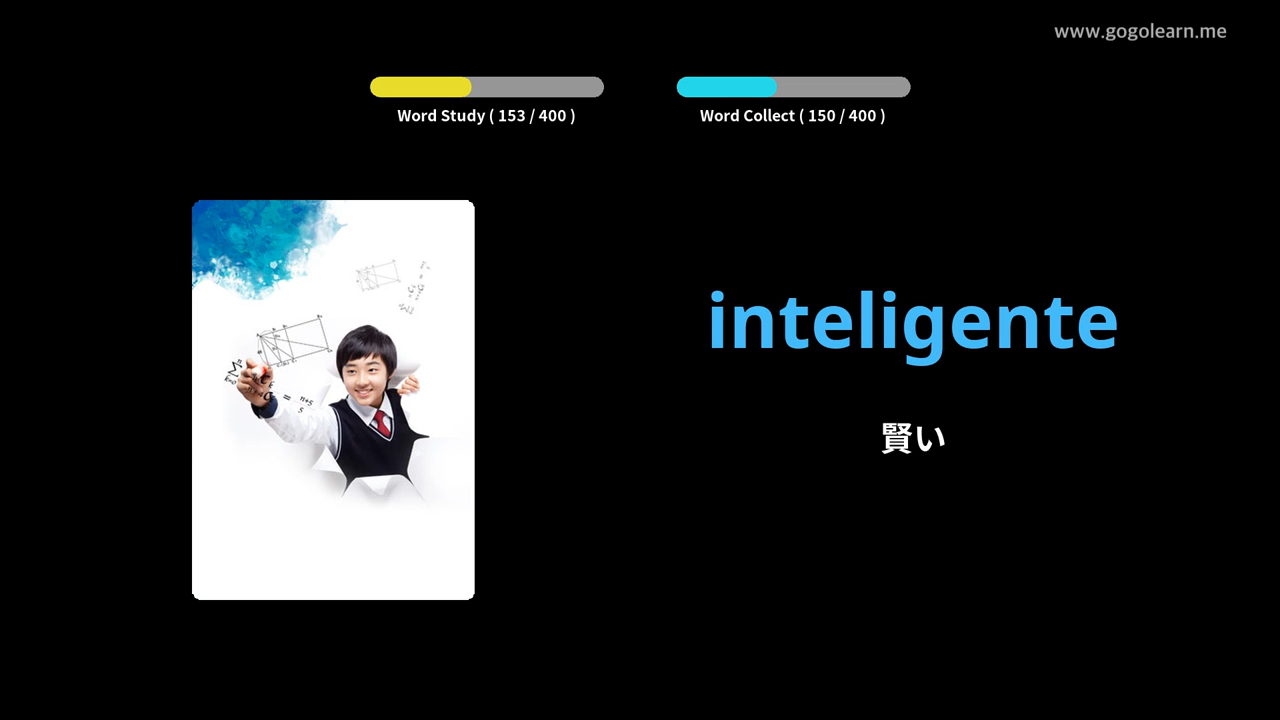 www.gogolearn.me
Word Study ( 153 / 400 )
Word Collect ( 150 / 400 )
inteligente
賢い